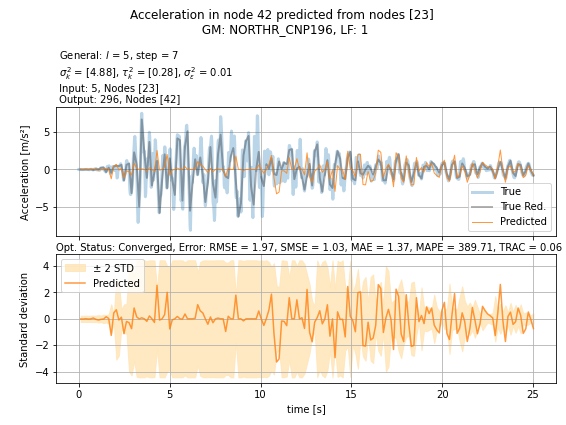 Acceleration in node 42 predicted from nodes [23]
GM: NORTHR_CNP196, LF: 1
General: l = 5, step = 7
σ²ₖ = [4.88], τ²ₖ = [0.28], σ²ₑ = 0.01
Input: 5, Nodes [23]
Output: 296, Nodes [42]
Acceleration [m/s²]
5
0
−5
True
True Red.
Predicted
Opt. Status: Converged, Error: RMSE = 1.97, SMSE = 1.03, MAE = 1.37, MAPE = 389.71, TRAC = 0.06
Standard deviation
4
2
0
−2
−4
± 2 STD
Predicted
0 5 10 15 20 25
time [s]